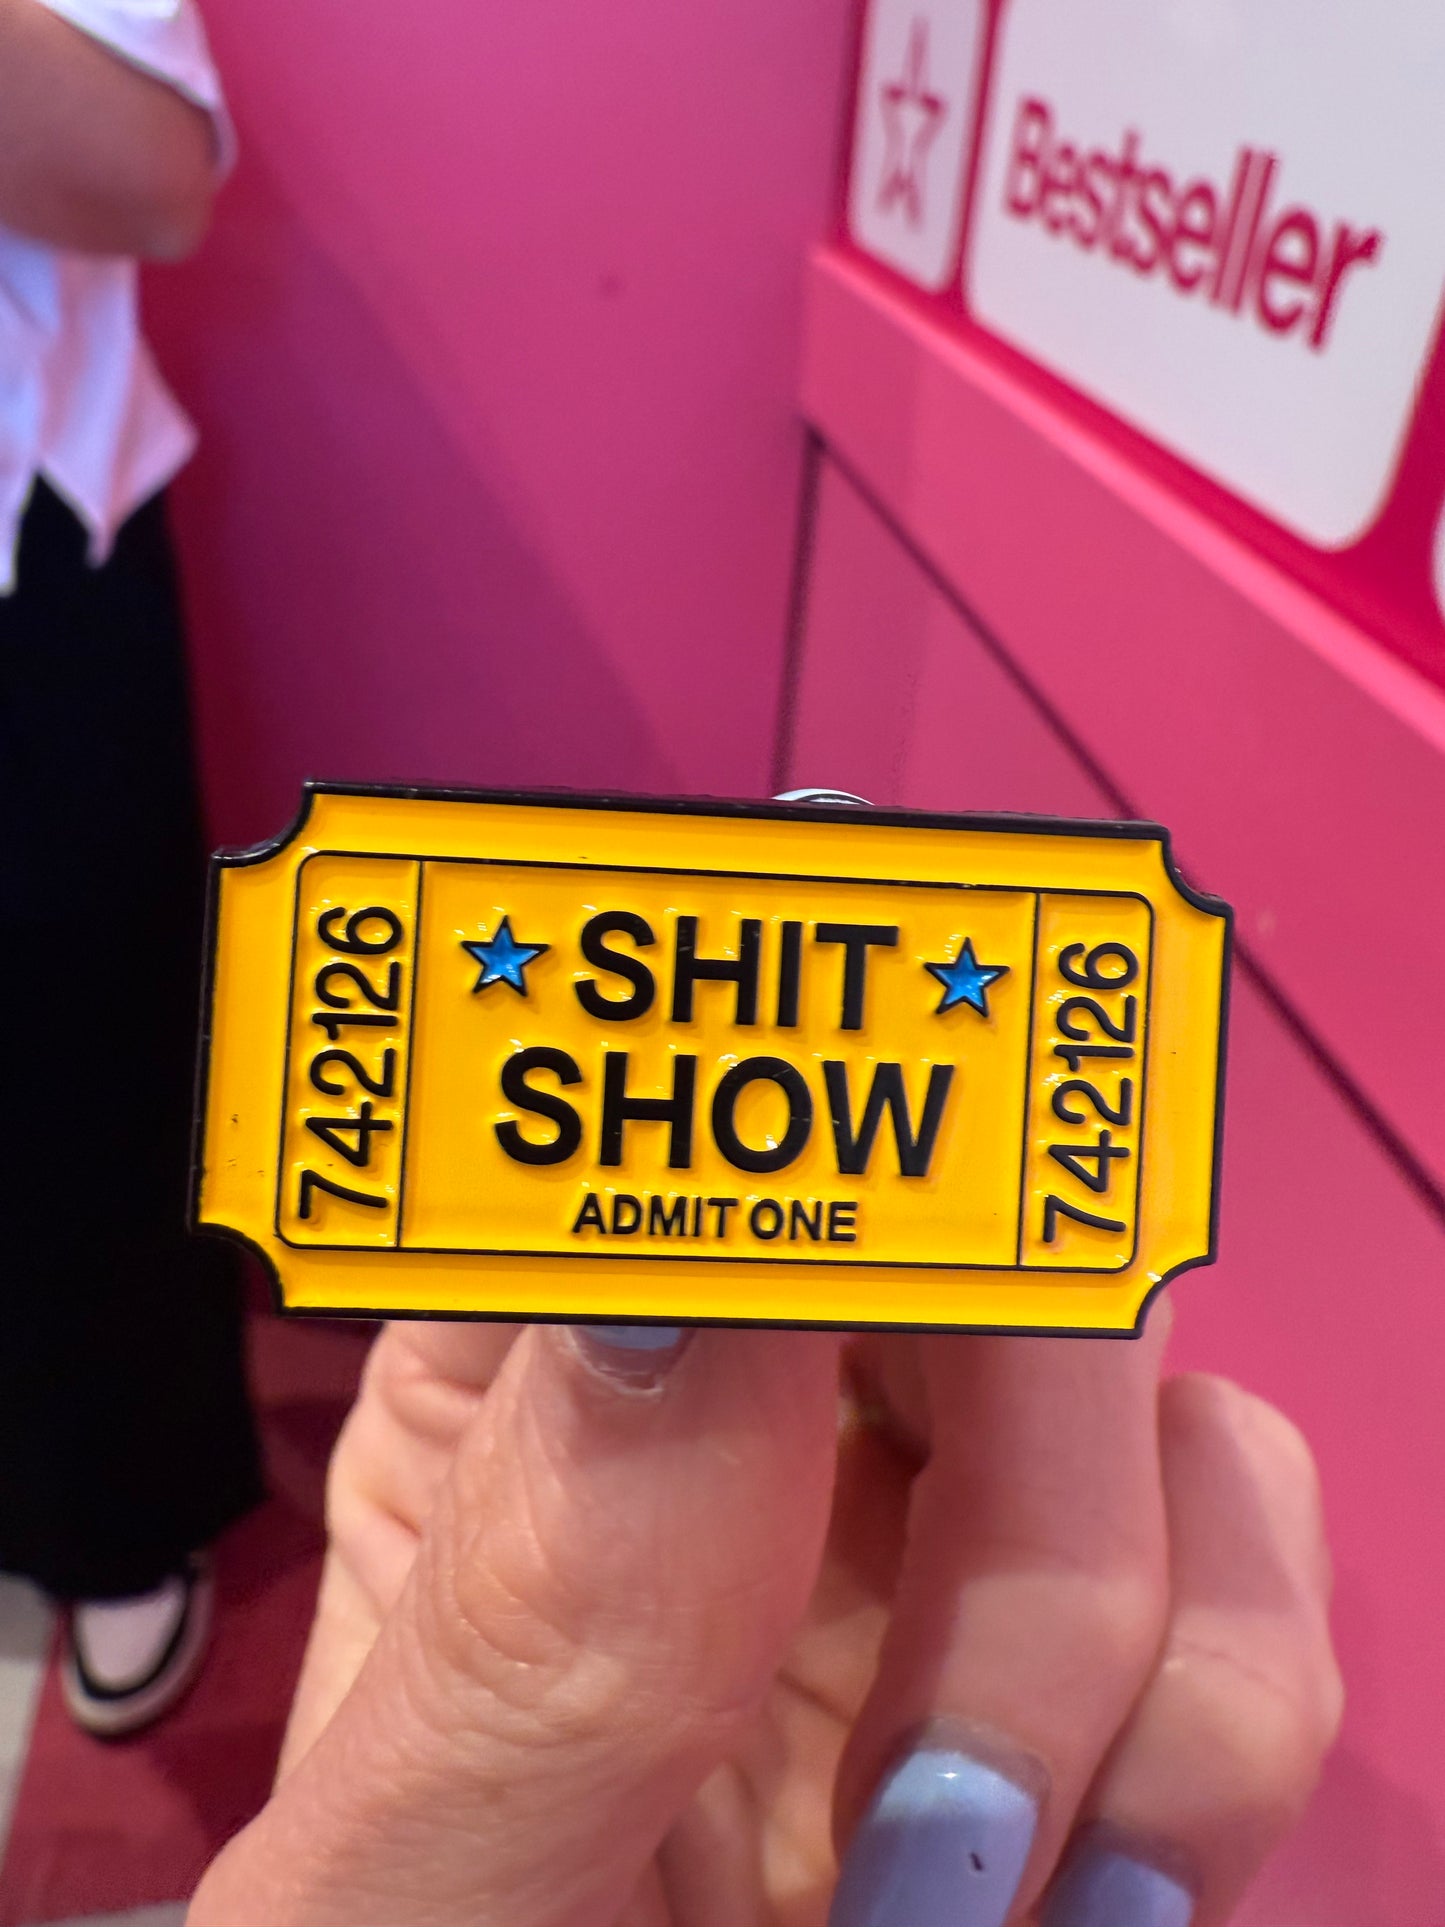 Bestseller
742126
SHIT
SHOW
ADMIT ONE
742126